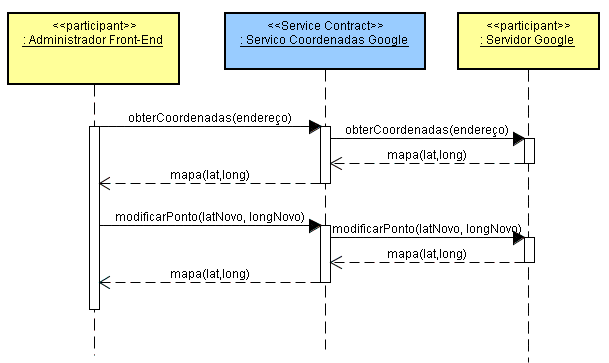 <<participant>>
: Administrador Front-End
<<Service Contract>>
: Servico Coordenadas Google
<<participant>>
: Servidor Google
obterCoordenadas(endereço)
obterCoordenadas(endereço)
mapa(lat,long)
mapa(lat,long)
modificarPonto(latNovo, longNovo)
modificarPonto(latNovo, longNovo)
mapa(lat,long)
mapa(lat,long)